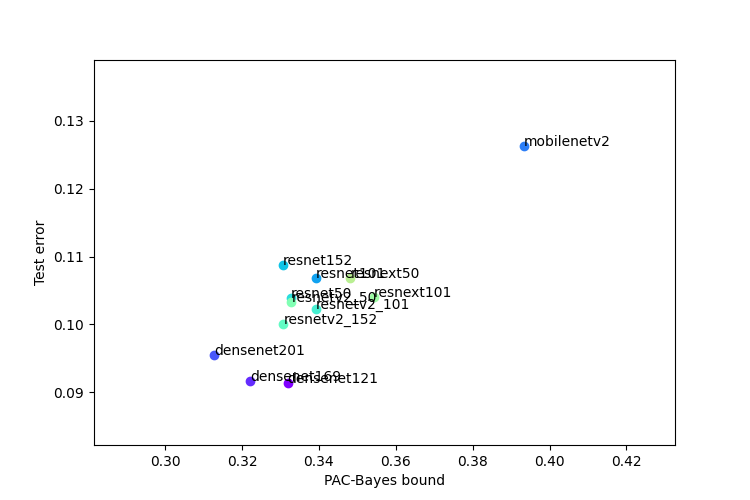 0.13
0.12
0.11
0.10
0.09
Test error
mobilenetv2
resnet152
resnet101
resnext50
resnet50
resnext101
resnetv2_50
resnetv2_101
resnetv2_152
densenet201
densenet169
densenet121
0.30 0.32 0.34 0.36 0.38 0.40 0.42
PAC-Bayes bound